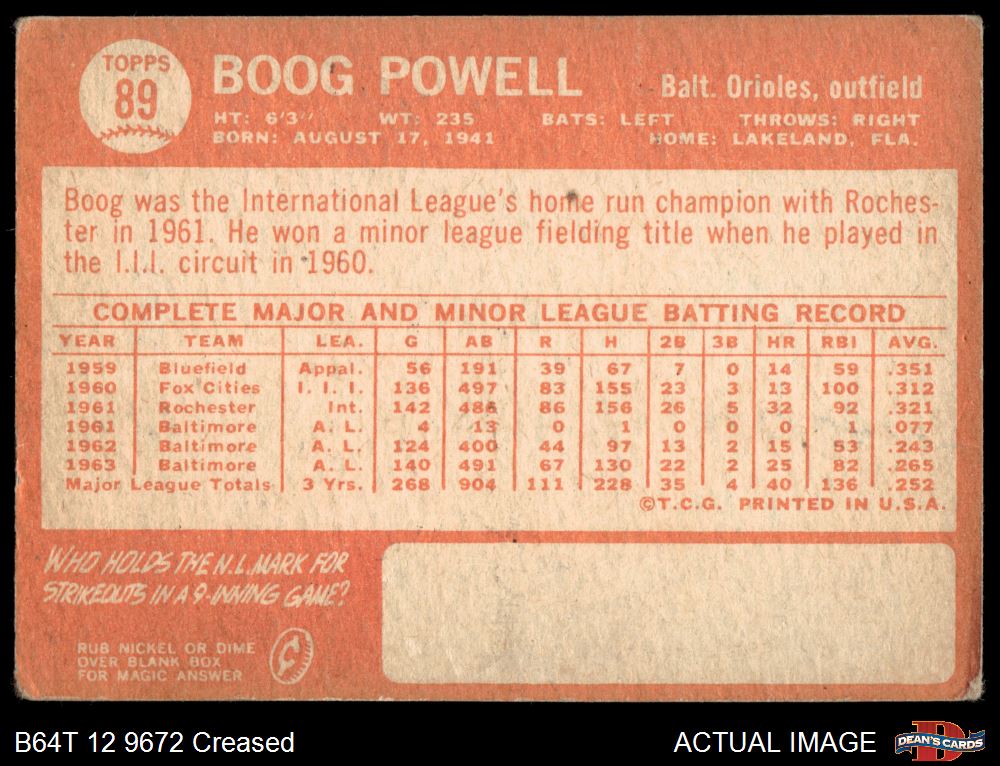 TOPPS
89
BOOG POWELL
Balt. Orioles, outfield
HT: 6'3" WT: 235 BATS: LEFT THROWS: RIGHT
BORN: AUGUST 17, 1941 HOME: LAKELAND, FLA.
Boog was the International League's home run champion with Roches-
ter in 1961. He won a minor league fielding title when he played in
the I.I.I. circuit in 1960.
COMPLETE MAJOR AND MINOR LEAGUE BATTING RECORD
YEAR TEAM LEA. G AB R H 2B 3B HR RBI AVG.
1959 Bluefield Appal. 56 191 39 67 7 0 14 59 .351
1960 Fox Cities I. I. I. 136 497 83 155 23 3 13 100 .312
1961 Rochester Int. 142 486 86 156 26 5 32 92 .321
1961 Baltimore A. L. 4 13 0 1 0 0 0 1 .077
1962 Baltimore A. L. 124 400 44 97 13 2 15 53 .243
1963 Baltimore A. L. 140 491 67 130 22 2 25 82 .265
Major League Totals 3 Yrs. 268 904 111 228 35 4 40 136 .252
©T.C.G. PRINTED IN U.S.A.
WHO HOLDS THE N.L. MARK FOR
STRIKEOUTS IN A 9-INNING GAME?
RUB NICKEL OR DIME
OVER BLANK BOX
FOR MAGIC ANSWER
B64T 12 9672 Creased
ACTUAL IMAGE
D
DEAN'S CARDS